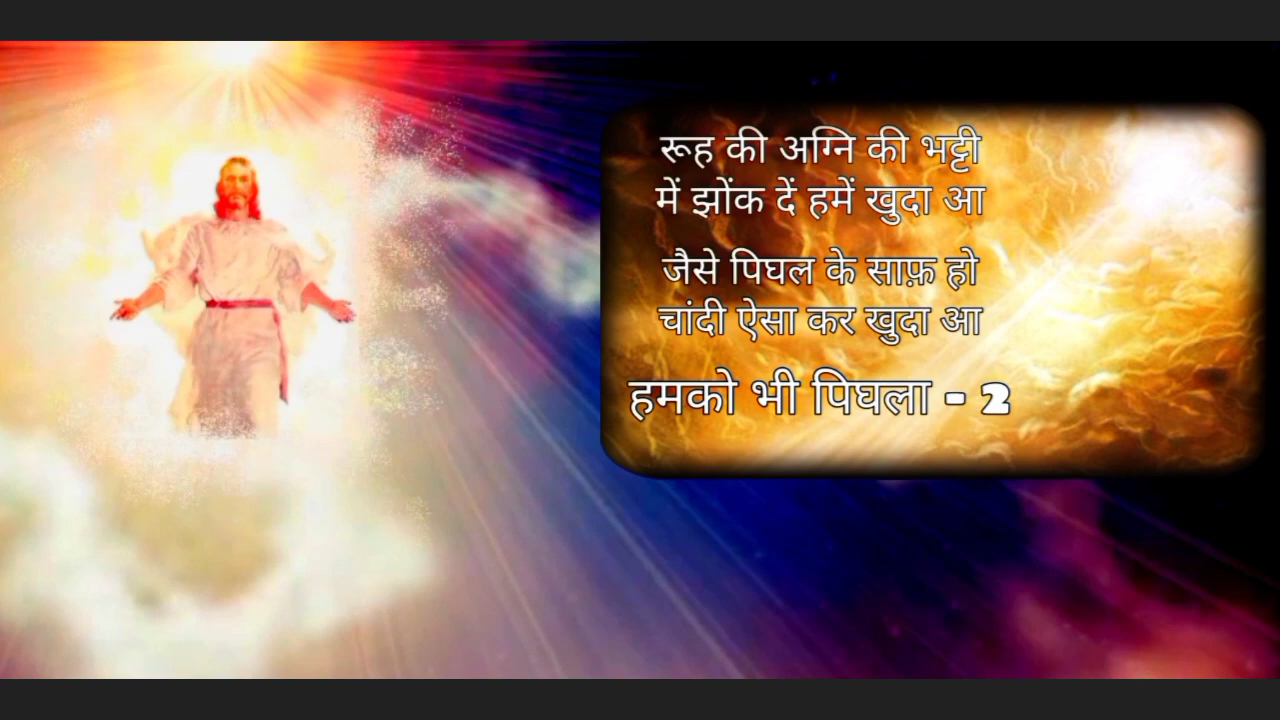 रूह की अग्नि की भट्टी
में झोंक दें हमें खुदा आ
जैसे पिघल के साफ़ हो
चांदी ऐसा कर खुदा आ
हमको भी पिघला - 2